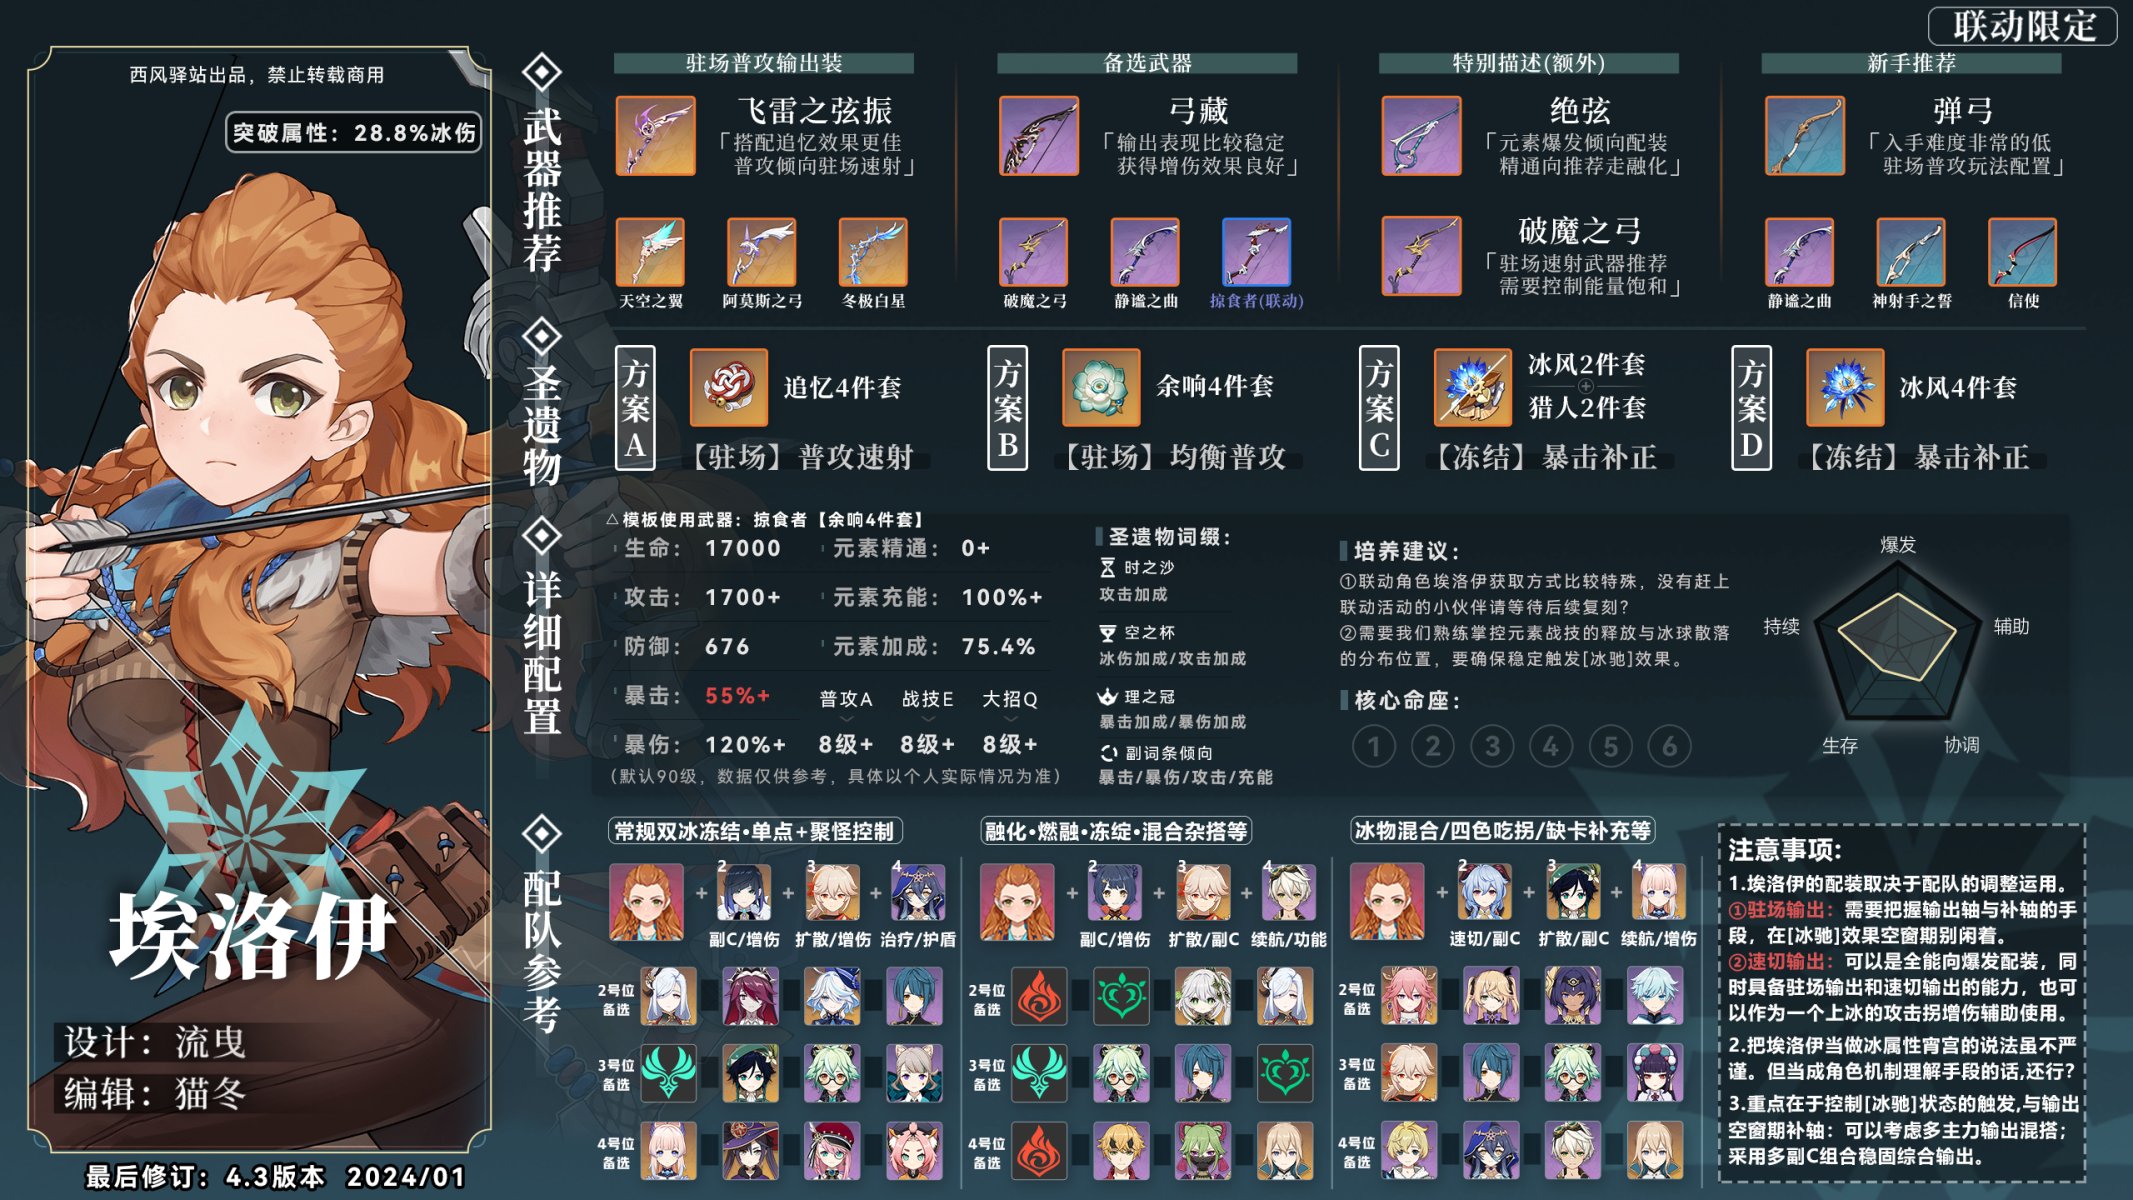 联动限定
西风驿站出品，禁止转载商用
突破属性：28.8%冰伤
埃洛伊
设计：流曳
编辑：猫冬
最后修订：4.3版本 2024/01
武器推荐
驻场普攻输出装
飞雷之弦振
「搭配追忆效果更佳
普攻倾向驻场速射」
天空之翼 阿莫斯之弓 冬极白星
备选武器
弓藏
「输出表现比较稳定
获得增伤效果良好」
破魔之弓 静谧之曲 掠食者(联动)
特别描述(额外)
绝弦
「元素爆发倾向配装
精通向推荐走融化」
破魔之弓
「驻场速射武器推荐
需要控制能量饱和」
新手推荐
弹弓
「入手难度非常的低
驻场普攻玩法配置」
静谧之曲 神射手之誓 信使
圣遗物
方案A
追忆4件套
【驻场】普攻速射
方案B
余响4件套
【驻场】均衡普攻
方案C
冰风2件套
猎人2件套
【冻结】暴击补正
方案D
冰风4件套
【冻结】暴击补正
详细配置
△模板使用武器：掠食者【余响4件套】
生命： 17000 元素精通： 0+
攻击： 1700+ 元素充能： 100%+
防御： 676 元素加成： 75.4%
暴击： 55%+ 普攻A 战技E 大招Q
暴伤： 120%+ 8级+ 8级+ 8级+
(默认90级，数据仅供参考，具体以个人实际情况为准)
圣遗物词缀：
时之沙
攻击加成
空之杯
冰伤加成/攻击加成
理之冠
暴击加成/暴伤加成
副词条倾向
暴击/暴伤/攻击/充能
培养建议：
①联动角色埃洛伊获取方式比较特殊，没有赶上
联动活动的小伙伴请等待后续复刻？
②需要我们熟练掌控元素战技的释放与冰球散落
的分布位置，要确保稳定触发[冰驰]效果。
核心命座：
1 2 3 4 5 6
爆发
持续 辅助
生存 协调
配队参考
常规双冰冻结•单点+聚怪控制
2 3 4
副C/增伤 扩散/增伤 治疗/护盾
2号位
备选
3号位
备选
4号位
备选
融化•燃融•冻绽•混合杂搭等
2 3 4
副C/增伤 扩散/副C 续航/功能
2号位
备选
3号位
备选
4号位
备选
冰物混合/四色吃拐/缺卡补充等
2 3 4
速切/副C 扩散/副C 续航/增伤
2号位
备选
3号位
备选
4号位
备选
注意事项:
1.埃洛伊的配装取决于配队的调整运用。
①驻场输出：需要把握输出轴与补轴的手
段，在[冰驰]效果空窗期别闲着。
②速切输出：可以是全能向爆发配装，同
时具备驻场输出和速切输出的能力，也可
以作为一个上冰的攻击拐增伤辅助使用。
2.把埃洛伊当做冰属性宵宫的说法虽不严
谨。但当成角色机制理解手段的话,还行?
3.重点在于控制[冰驰]状态的触发,与输出
空窗期补轴：可以考虑多主力输出混搭；
采用多副C组合稳固综合输出。